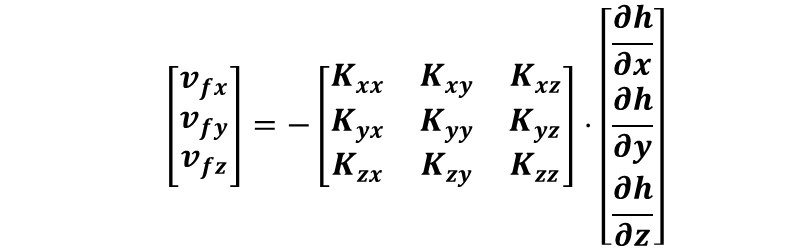 [v_fx v_fy v_fz] = − [K_xx K_xy K_xz K_yx K_yy K_yz K_zx K_zy K_zz] · [∂h/∂x ∂h/∂y ∂h/∂z]